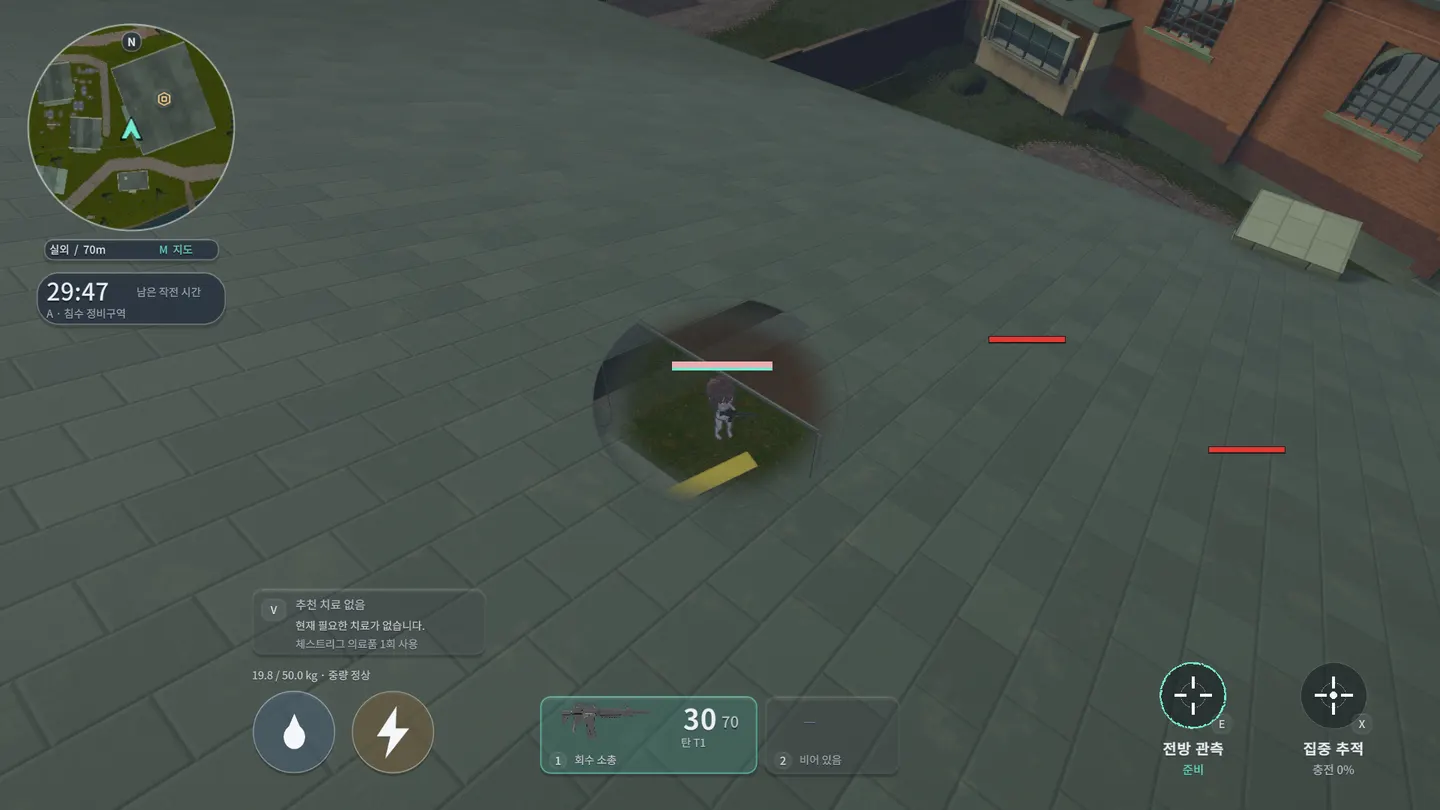 N
실외 / 70m M 지도
29:47 남은 작전 시간
A · 침수 정비구역
V 추천 치료 없음
현재 필요한 치료가 없습니다.
체스트리그 의료품 1회 사용
19.8 / 50.0 kg · 중량 정상
30 70
탄 T1
1 회수 소총
—
2 비어 있음
E
전방 관측
준비
X
집중 추적
충전 0%